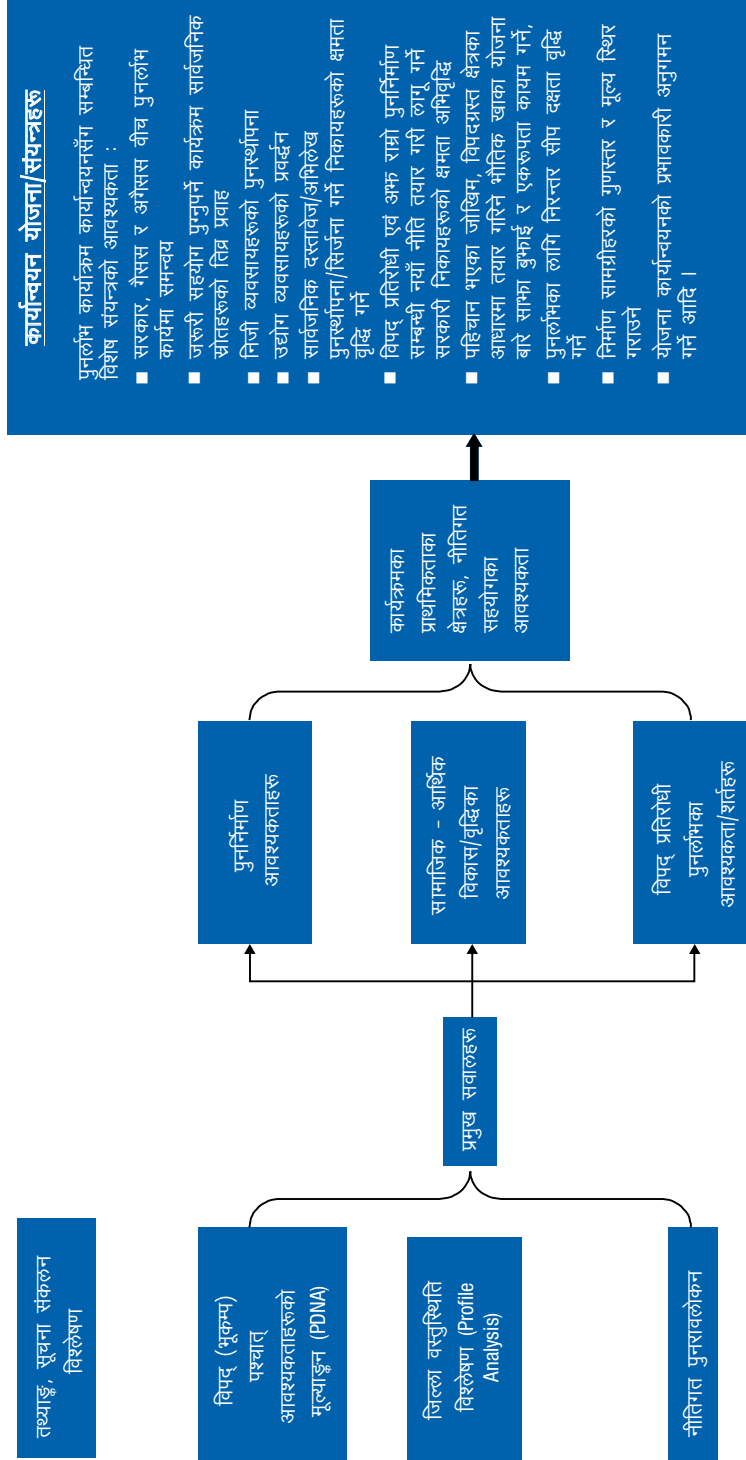 तथ्याङ्क, सूचना संकलन
विश्लेषण
विपद् (भूकम्प)
पश्चात्
आवश्यकताहरूको
मूल्याङ्कन (PDNA)
जिल्ला वस्तुस्थिति
विश्लेषण (Profile
Analysis)
नीतिगत पुनरावलोकन
प्रमुख सवालहरू
पुनर्निर्माण
आवश्यकताहरू
सामाजिक - आर्थिक
विकास/वृद्धिका
आवश्यकताहरू
विपद् प्रतिरोधी
पुनर्लाभका
आवश्यकता/शर्तहरू
कार्यक्रमका
प्राथमिकताका
क्षेत्रहरू, नीतिगत
सहयोगका
आवश्यकता
कार्यान्वयन योजना/संयन्त्रहरू
पुनर्लाभ कार्यक्रम कार्यान्वयनसँग सम्बन्धित
विशेष संयन्त्रको आवश्यकता :
■ सरकार, गैसस र अगैसस वीच पुनर्लाभ
कार्यमा समन्वय
■ जरूरी सहयोग पुग्नुपर्ने कार्यक्रम सार्वजनिक
स्रोतहरूको तिव्र प्रवाह
■ निजी व्यवसायहरूको पुनर्स्थापना
■ उद्योग व्यवसायहरूको प्रवर्द्धन
■ सार्वजनिक दस्तावेज/अभिलेख
पुनर्स्थापना/सिर्जना गर्ने निकायहरूको क्षमता
वृद्धि गर्ने
■ विपद् प्रतिरोधी एवं अझ राम्रो पुनर्निर्माण
सम्बन्धी नयाँ नीति तयार गरी लागू गर्ने
सरकारी निकायहरूको क्षमता अभिवृद्धि
■ पहिचान भएका जोखिम, विपदग्रस्त क्षेत्रका
आधारमा तयार गरिने भौतिक खाका योजना
बारे साझा बुझाई र एकरूपता कायम गर्ने,
■ पुनर्लाभका लागि निरन्तर सीप दक्षता वृद्धि
गर्ने
■ निर्माण सामग्रीहरको गुणस्तर र मूल्य स्थिर
गराउने
■ योजना कार्यान्वयनको प्रभावकारी अनुगमन
गर्ने आदि ।